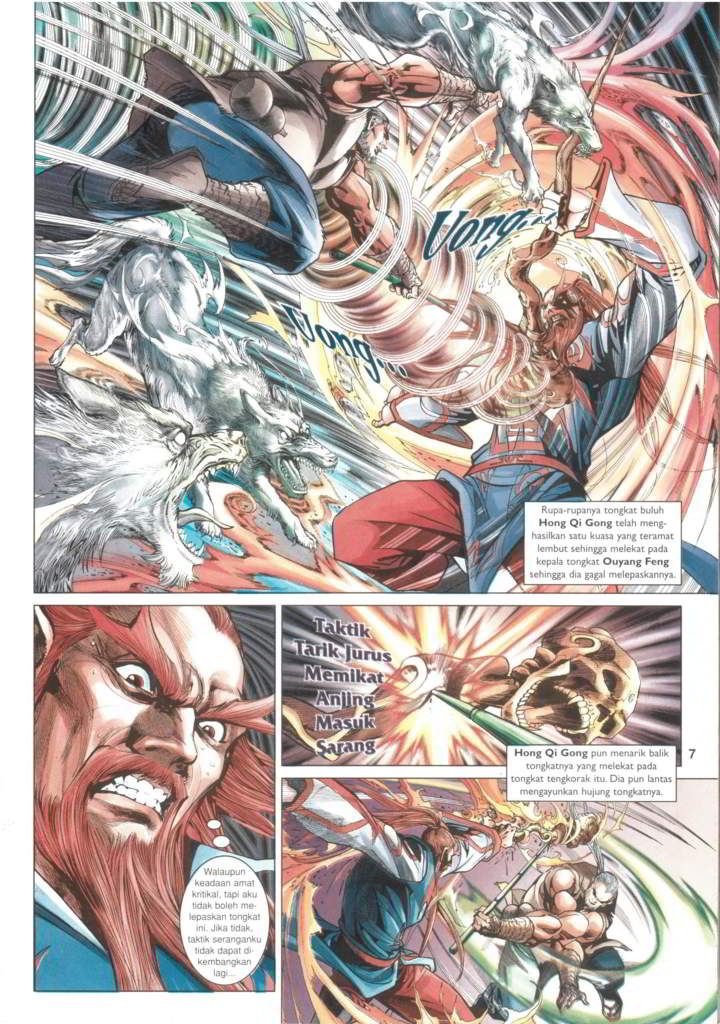 Uong...
Uong...
Rupa-rupanya tongkat buluh
Hong Qi Gong telah meng-
hasilkan satu kuasa yang teramat
lembut sehingga melekat pada
kepala tongkat Ouyang Feng
sehingga dia gagal melepaskannya.
Taktik
Tarik Jurus
Memikat
Anjing
Masuk
Sarang
Hong Qi Gong pun menarik balik
tongkatnya yang melekat pada
tongkat tengkorak itu. Dia pun lantas
mengayunkan hujung tongkatnya.
7
Walaupun
keadaan amat
kritikal, tapi aku
tidak boleh me-
lepaskan tongkat
ini. Jika tidak,
taktik seranganku
tidak dapat di-
kembangkan
lagi...